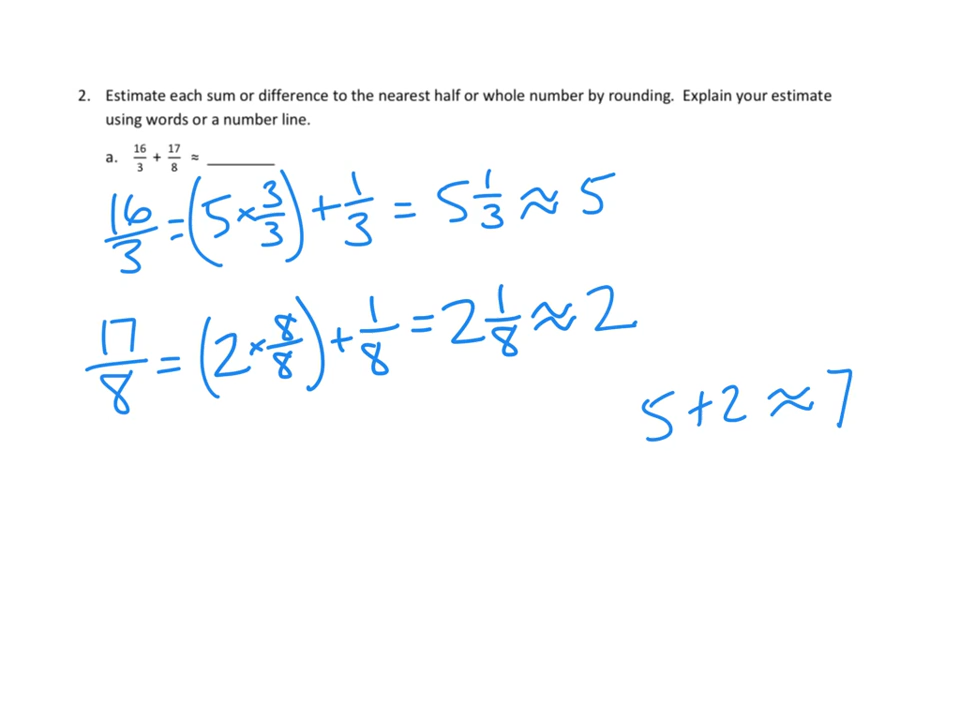 2. Estimate each sum or difference to the nearest half or whole number by rounding. Explain your estimate
using words or a number line.
a. 16/3 + 17/8 ≈ ________
16/3 = (5 × 3/3) + 1/3 = 5 1/3 ≈ 5
17/8 = (2 × 8/8) + 1/8 = 2 1/8 ≈ 2
5 + 2 ≈ 7